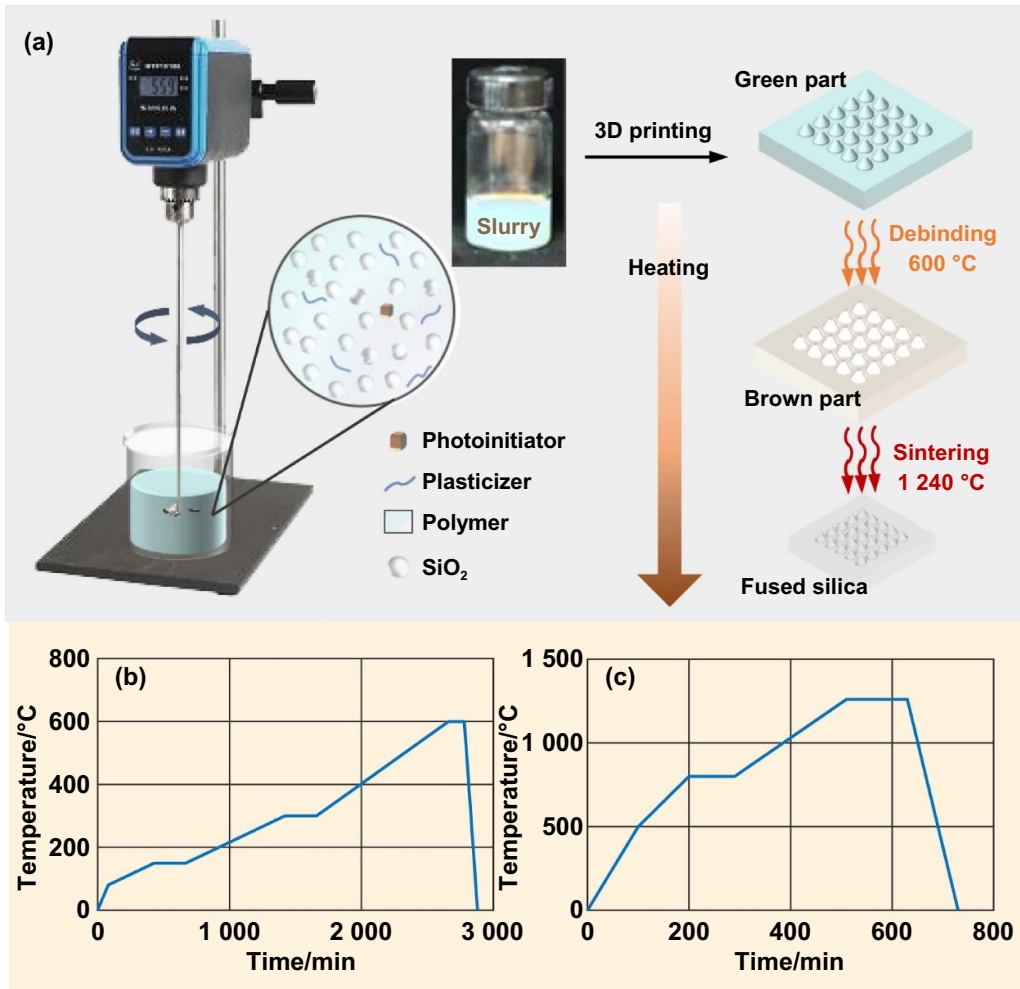 (a)
559
Slurry
3D printing
Green part
Heating
Debinding
600 °C
Brown part
Sintering
1 240 °C
Fused silica
Photoinitiator
Plasticizer
Polymer
SiO₂
(b)
800
600
400
200
0
Temperature/°C
0
1 000
2 000
3 000
Time/min
(c)
1 500
1 000
500
0
Temperature/°C
0
200
400
600
800
Time/min